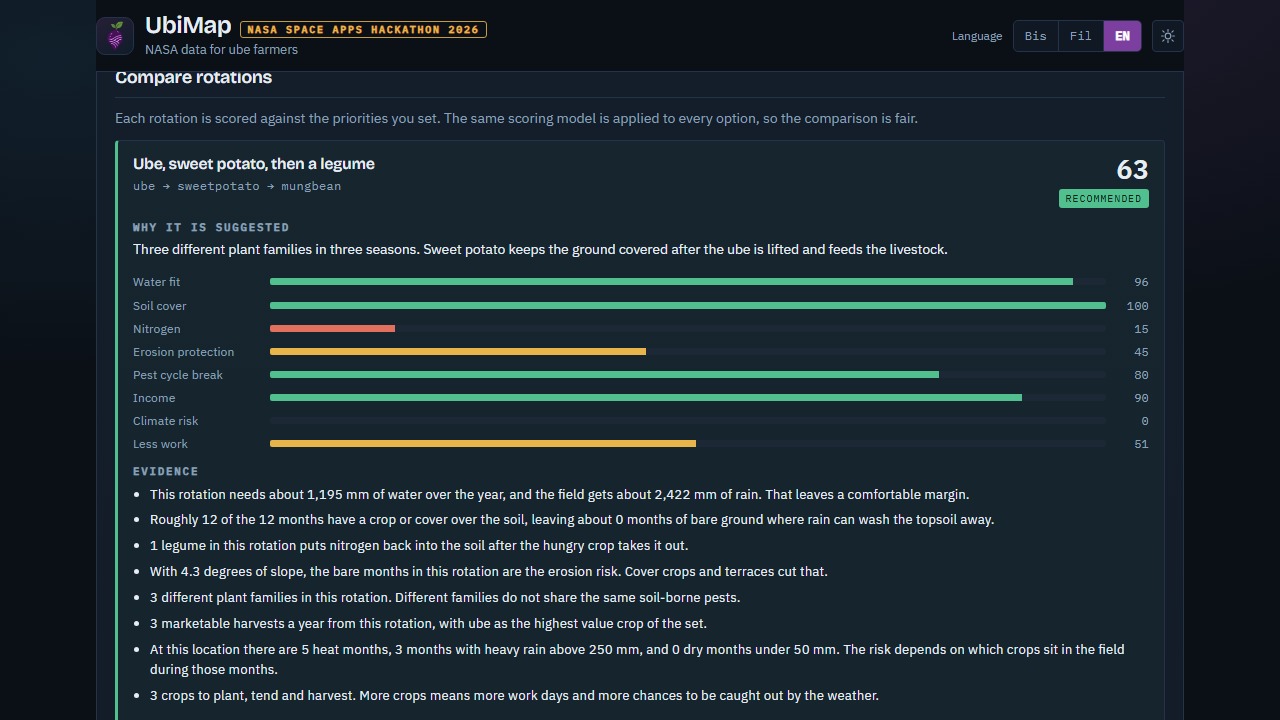 UbiMap
NASA SPACE APPS HACKATHON 2026
NASA data for ube farmers
Language
Bis
Fil
EN
Compare rotations
Each rotation is scored against the priorities you set. The same scoring model is applied to every option, so the comparison is fair.
Ube, sweet potato, then a legume
63
ube → sweetpotato → mungbean
RECOMMENDED
WHY IT IS SUGGESTED
Three different plant families in three seasons. Sweet potato keeps the ground covered after the ube is lifted and feeds the livestock.
Water fit 96
Soil cover 100
Nitrogen 15
Erosion protection 45
Pest cycle break 80
Income 90
Climate risk 0
Less work 51
EVIDENCE
• This rotation needs about 1,195 mm of water over the year, and the field gets about 2,422 mm of rain. That leaves a comfortable margin.
• Roughly 12 of the 12 months have a crop or cover over the soil, leaving about 0 months of bare ground where rain can wash the topsoil away.
• 1 legume in this rotation puts nitrogen back into the soil after the hungry crop takes it out.
• With 4.3 degrees of slope, the bare months in this rotation are the erosion risk. Cover crops and terraces cut that.
• 3 different plant families in this rotation. Different families do not share the same soil-borne pests.
• 3 marketable harvests a year from this rotation, with ube as the highest value crop of the set.
• At this location there are 5 heat months, 3 months with heavy rain above 250 mm, and 0 dry months under 50 mm. The risk depends on which crops sit in the field
during those months.
• 3 crops to plant, tend and harvest. More crops means more work days and more chances to be caught out by the weather.